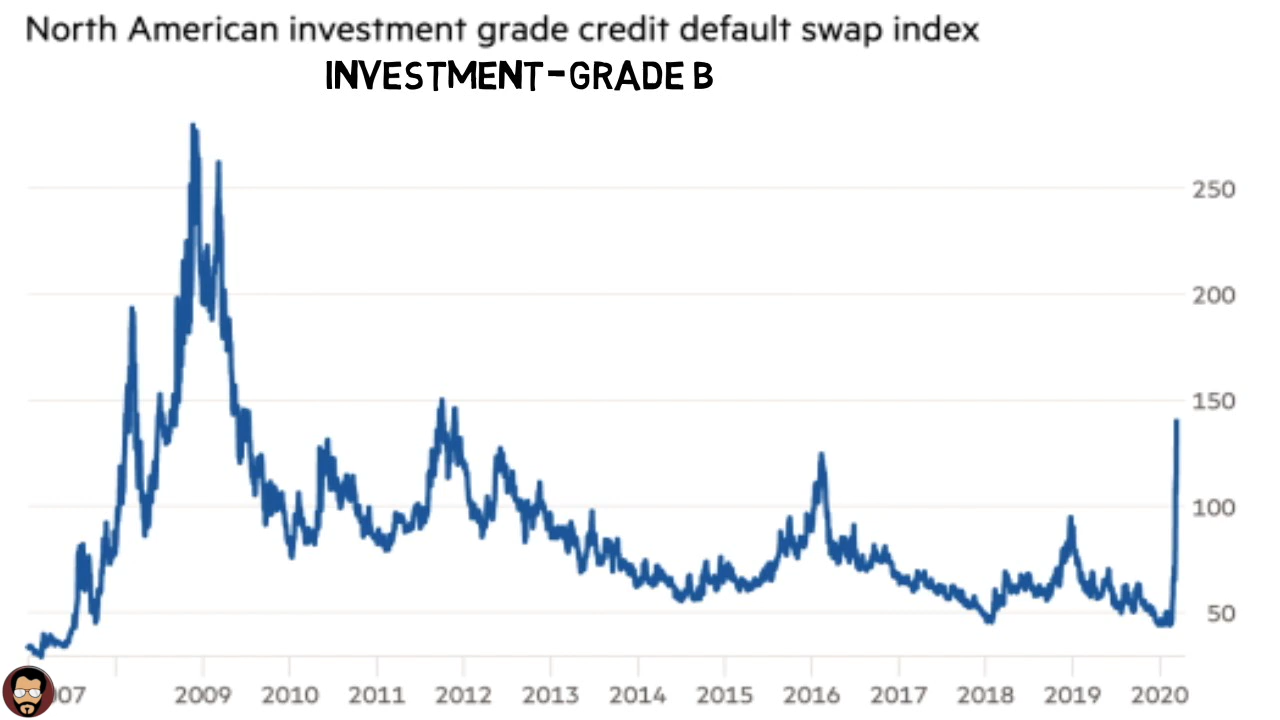 North American investment grade credit default swap index
INVESTMENT-GRADE B
250
200
150
100
50
07 2009 2010 2011 2012 2013 2014 2015 2016 2017 2018 2019 2020